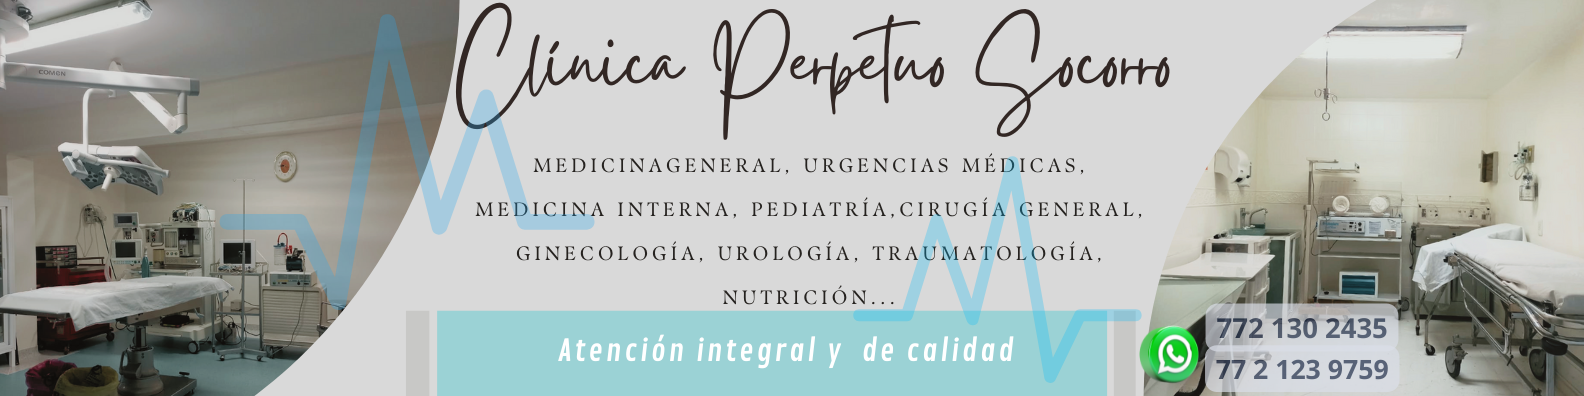 COMEN
Clínica Perpetuo Socorro
MEDICINAGENERAL, URGENCIAS MÉDICAS,
MEDICINA INTERNA, PEDIATRÍA,CIRUGÍA GENERAL,
GINECOLOGÍA, UROLOGÍA, TRAUMATOLOGÍA,
NUTRICIÓN...
Atención integral y de calidad
772 130 2435
77 2 123 9759